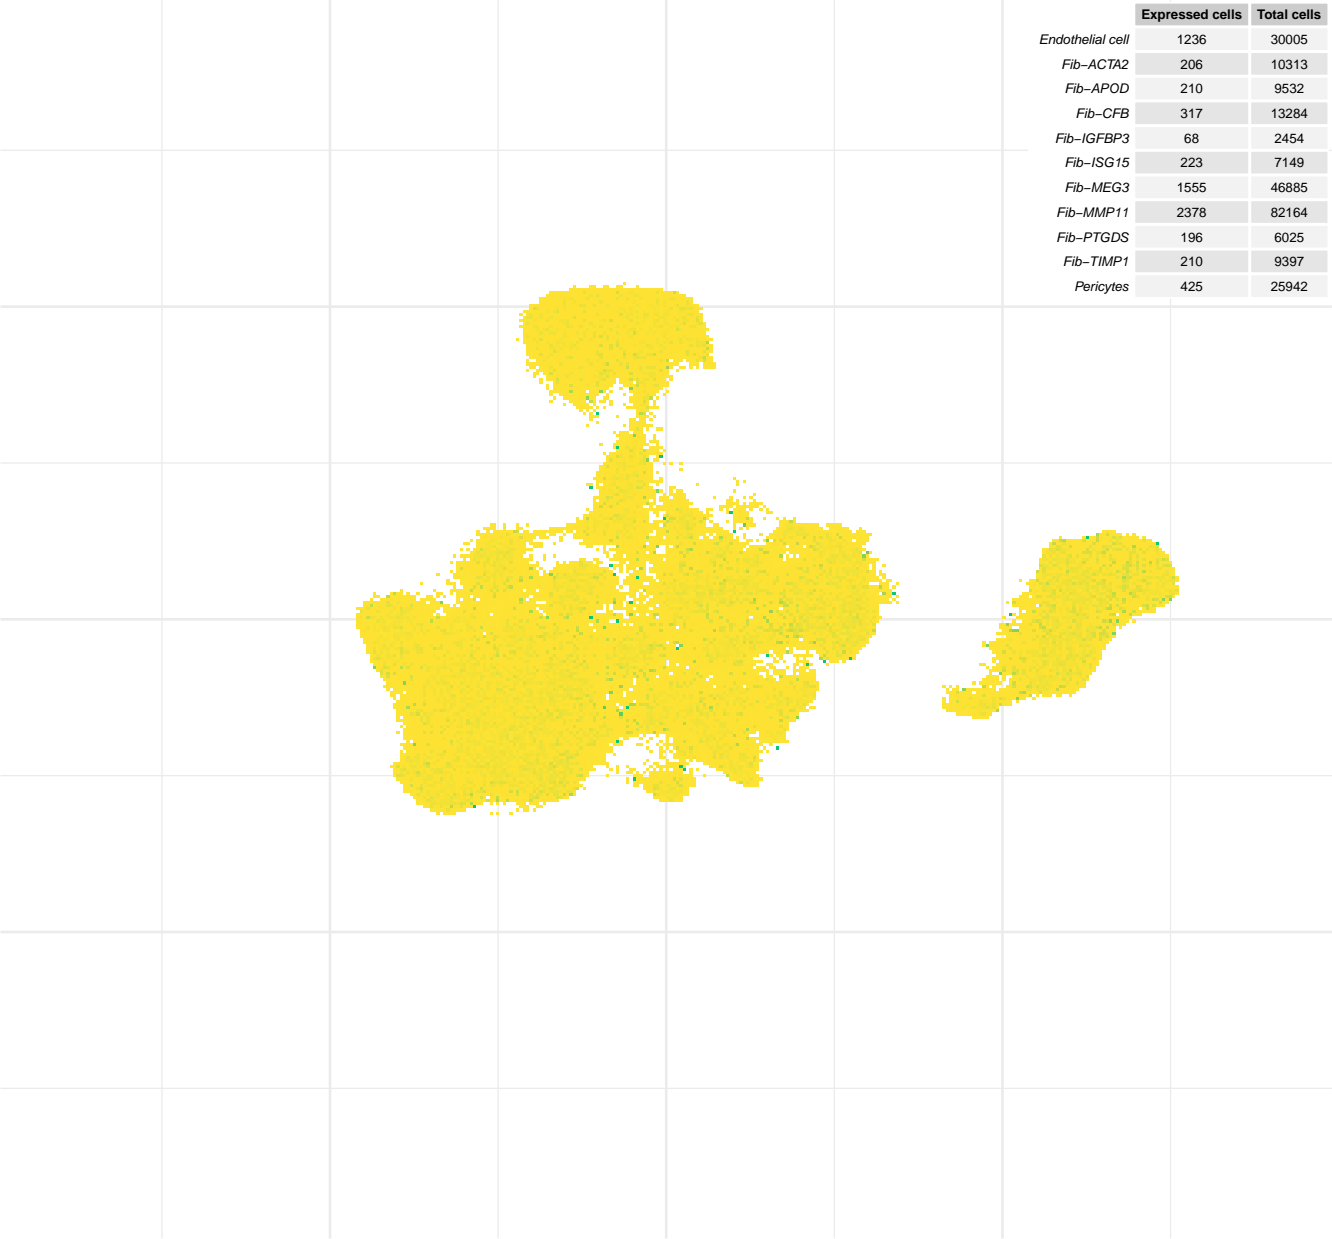 Expressed cells Total cells
Endothelial cell 1236 30005
Fib−ACTA2 206 10313
Fib−APOD 210 9532
Fib−CFB 317 13284
Fib−IGFBP3 68 2454
Fib−ISG15 223 7149
Fib−MEG3 1555 46885
Fib−MMP11 2378 82164
Fib−PTGDS 196 6025
Fib−TIMP1 210 9397
Pericytes 425 25942